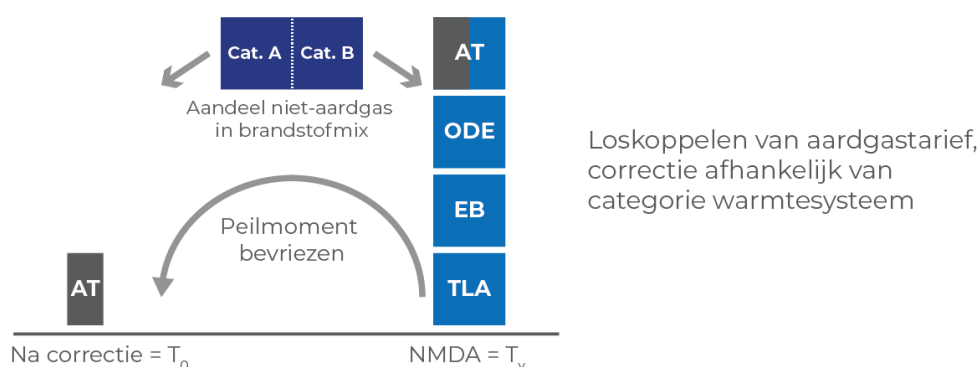 Cat. A
Cat. B
AT
Aandeel niet-aardgas
in brandstofmix
ODE
Loskoppelen van aardgastarief,
correctie afhankelijk van
categorie warmtesysteem
EB
Peilmoment
bevriezen
AT
TLA
Na correctie = T₀
NMDA = Tᵥ